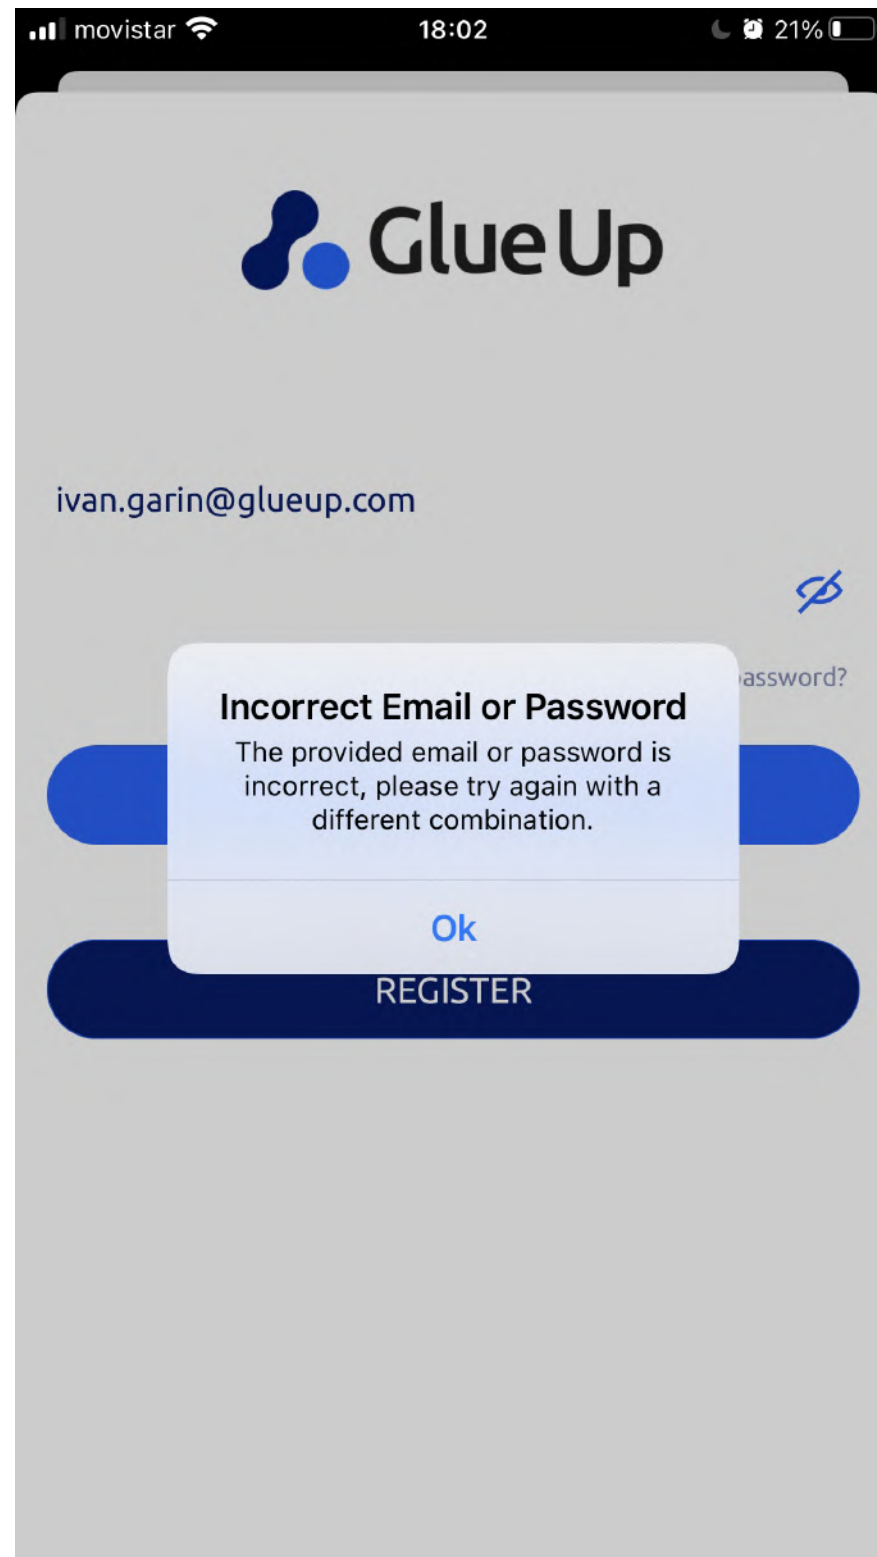 movistar 18:02 21%
Glue Up
ivan.garin@glueup.com
Incorrect Email or Password
The provided email or password is
incorrect, please try again with a
different combination.
Ok
REGISTER